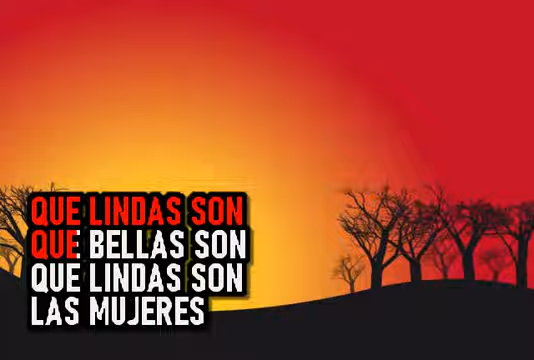 QUE LINDAS SON
QUE BELLAS SON
QUE LINDAS SON
LAS MUJERES